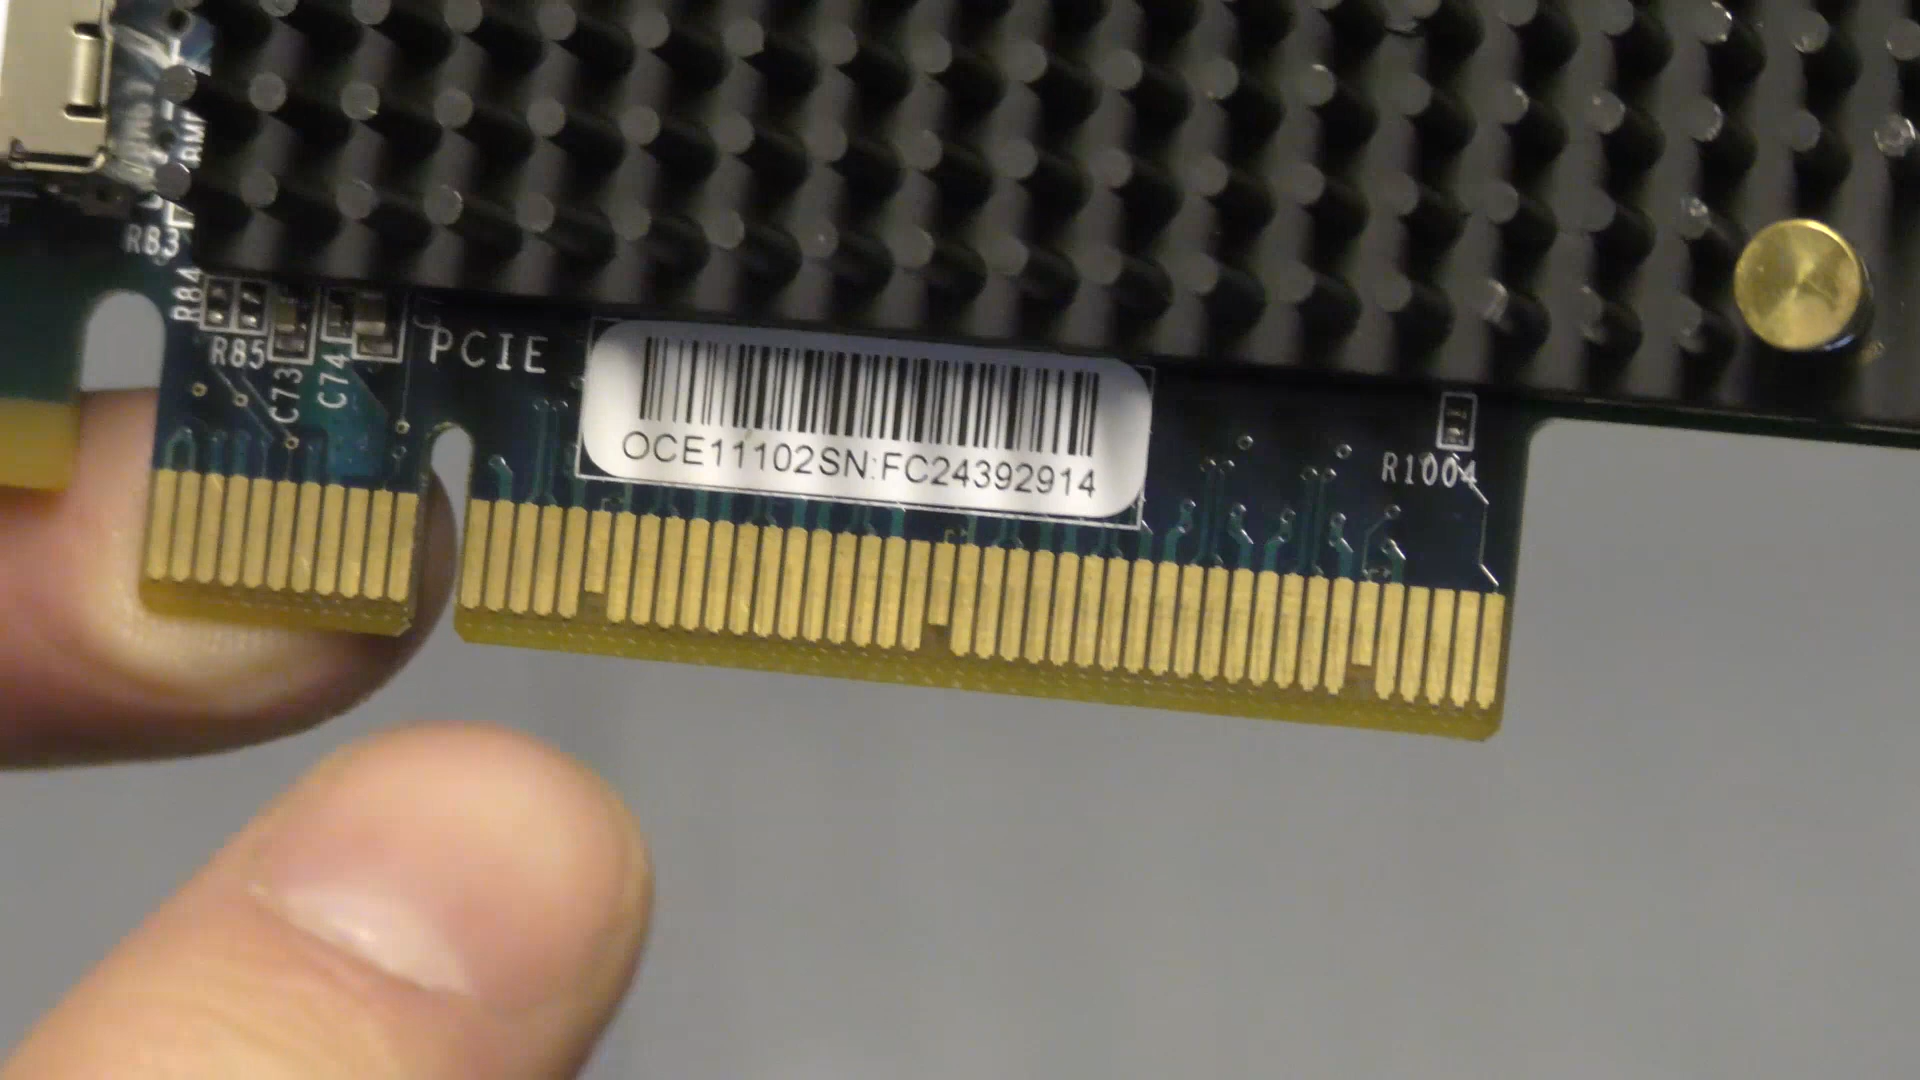 R83
R84
R85
C73
C74
PCIE
OCE11102SN:FC24392914
R1004